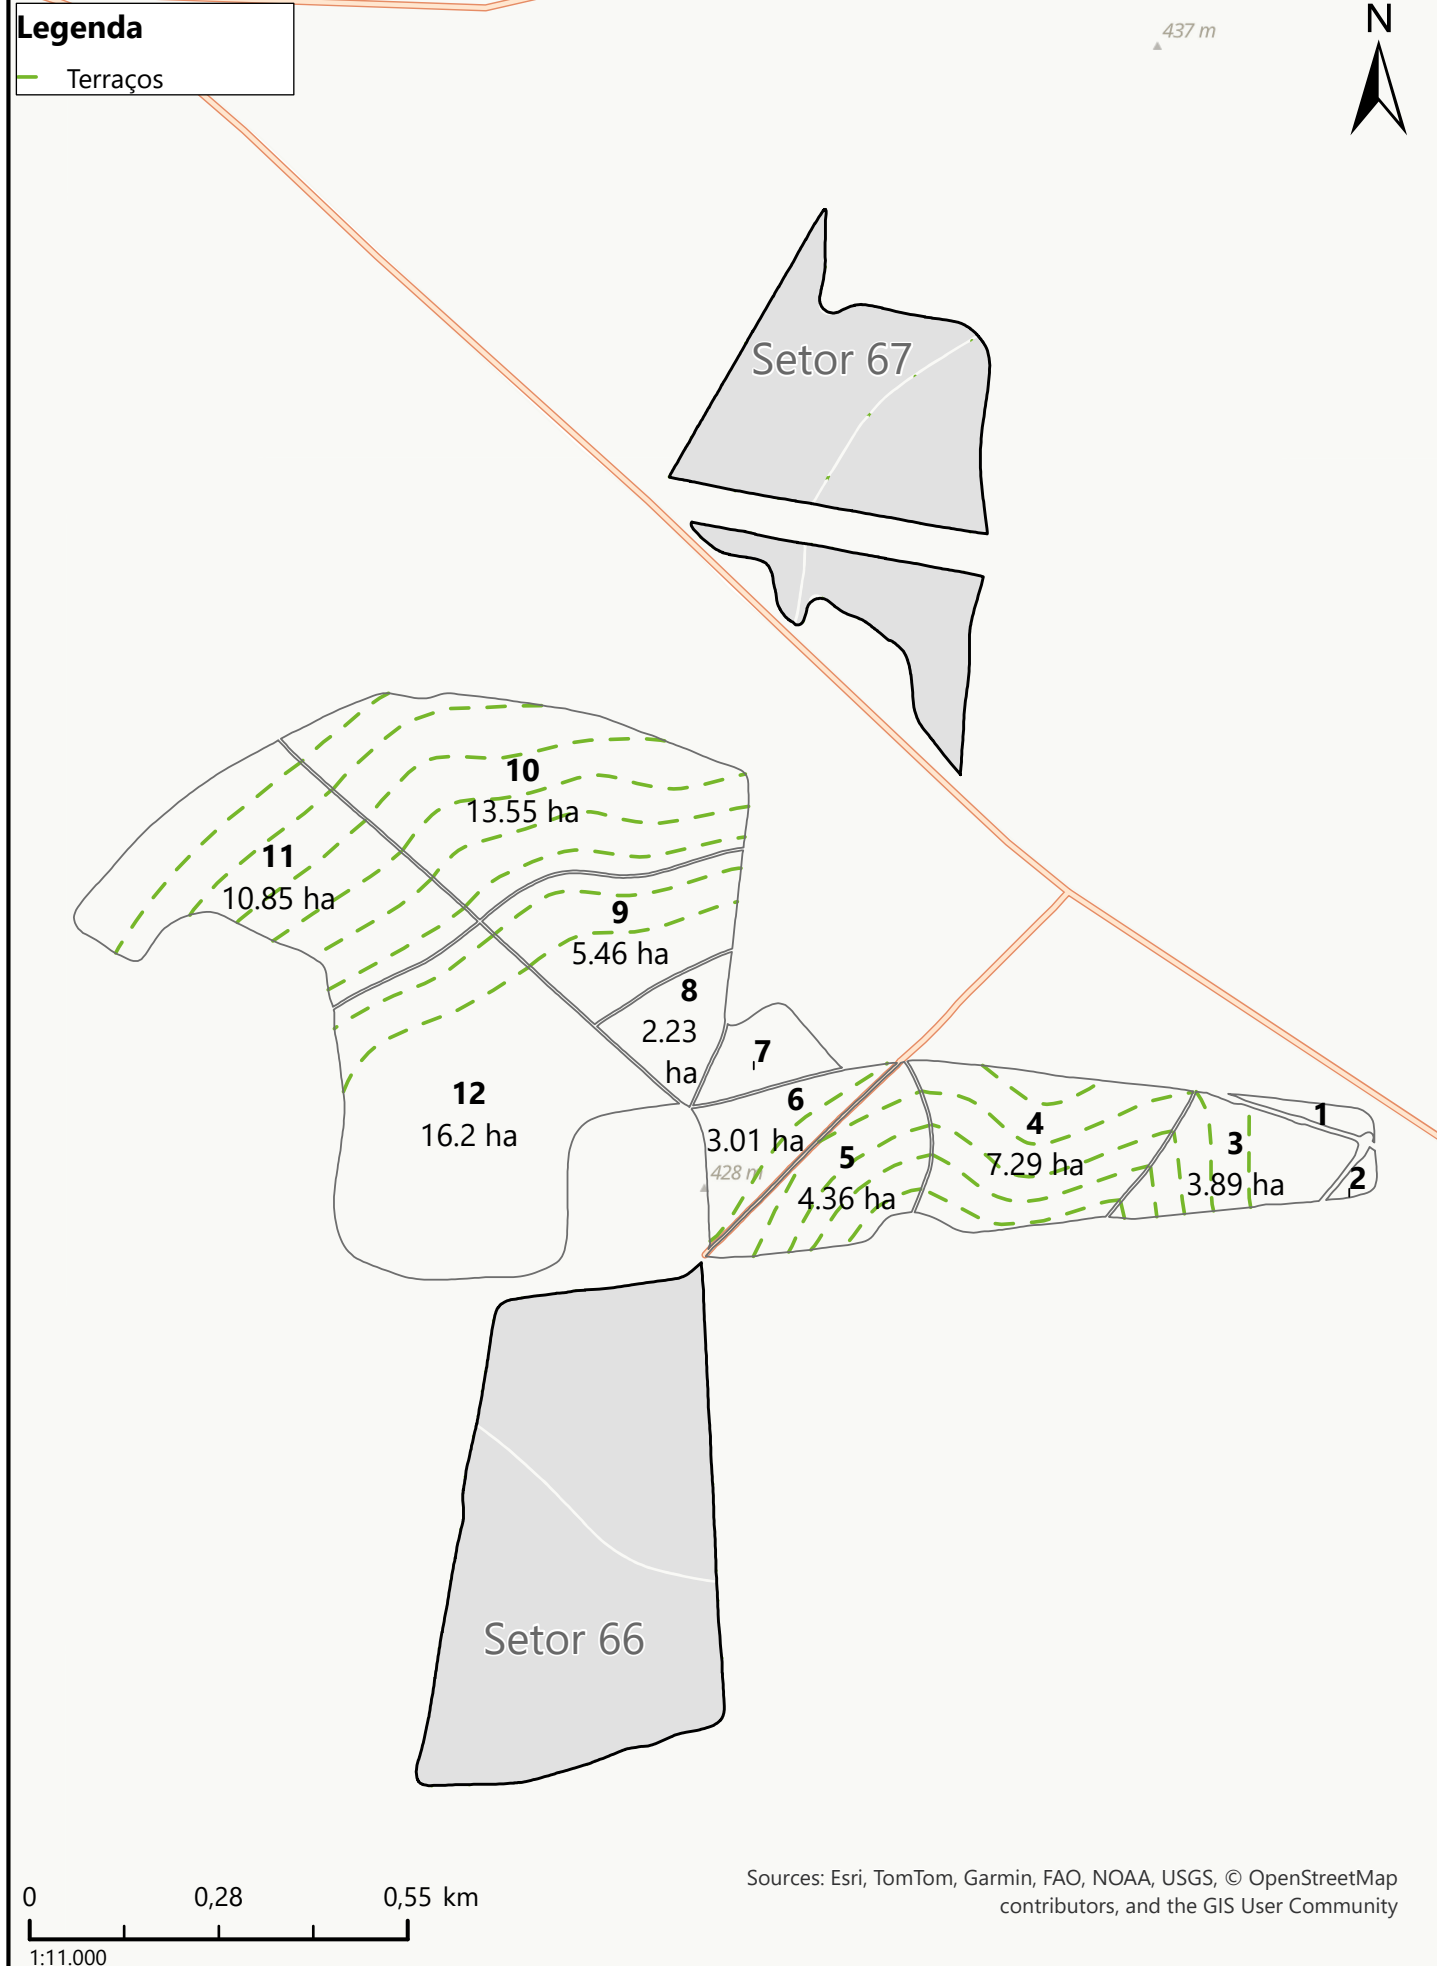 Legenda
Terraços
437 m
N
Setor 67
10
13.55 ha
11
10.85 ha
9
5.46 ha
8
2.23
ha
7
12
16.2 ha
6
3.01 ha
428 m
5
4.36 ha
4
7.29 ha
3
3.89 ha
1
2
Setor 66
Sources: Esri, TomTom, Garmin, FAO, NOAA, USGS, © OpenStreetMap
contributors, and the GIS User Community
0 0,28 0,55 km
1:11.000